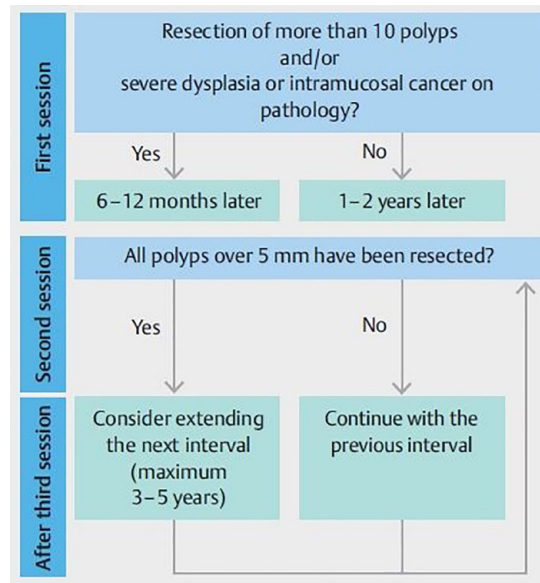 First session
Resection of more than 10 polyps
and/or
severe dysplasia or intramucosal cancer on
pathology?
Yes
No
6–12 months later
1–2 years later
Second session
All polyps over 5 mm have been resected?
Yes
No
After third session
Consider extending
the next interval
(maximum
3–5 years)
Continue with the
previous interval